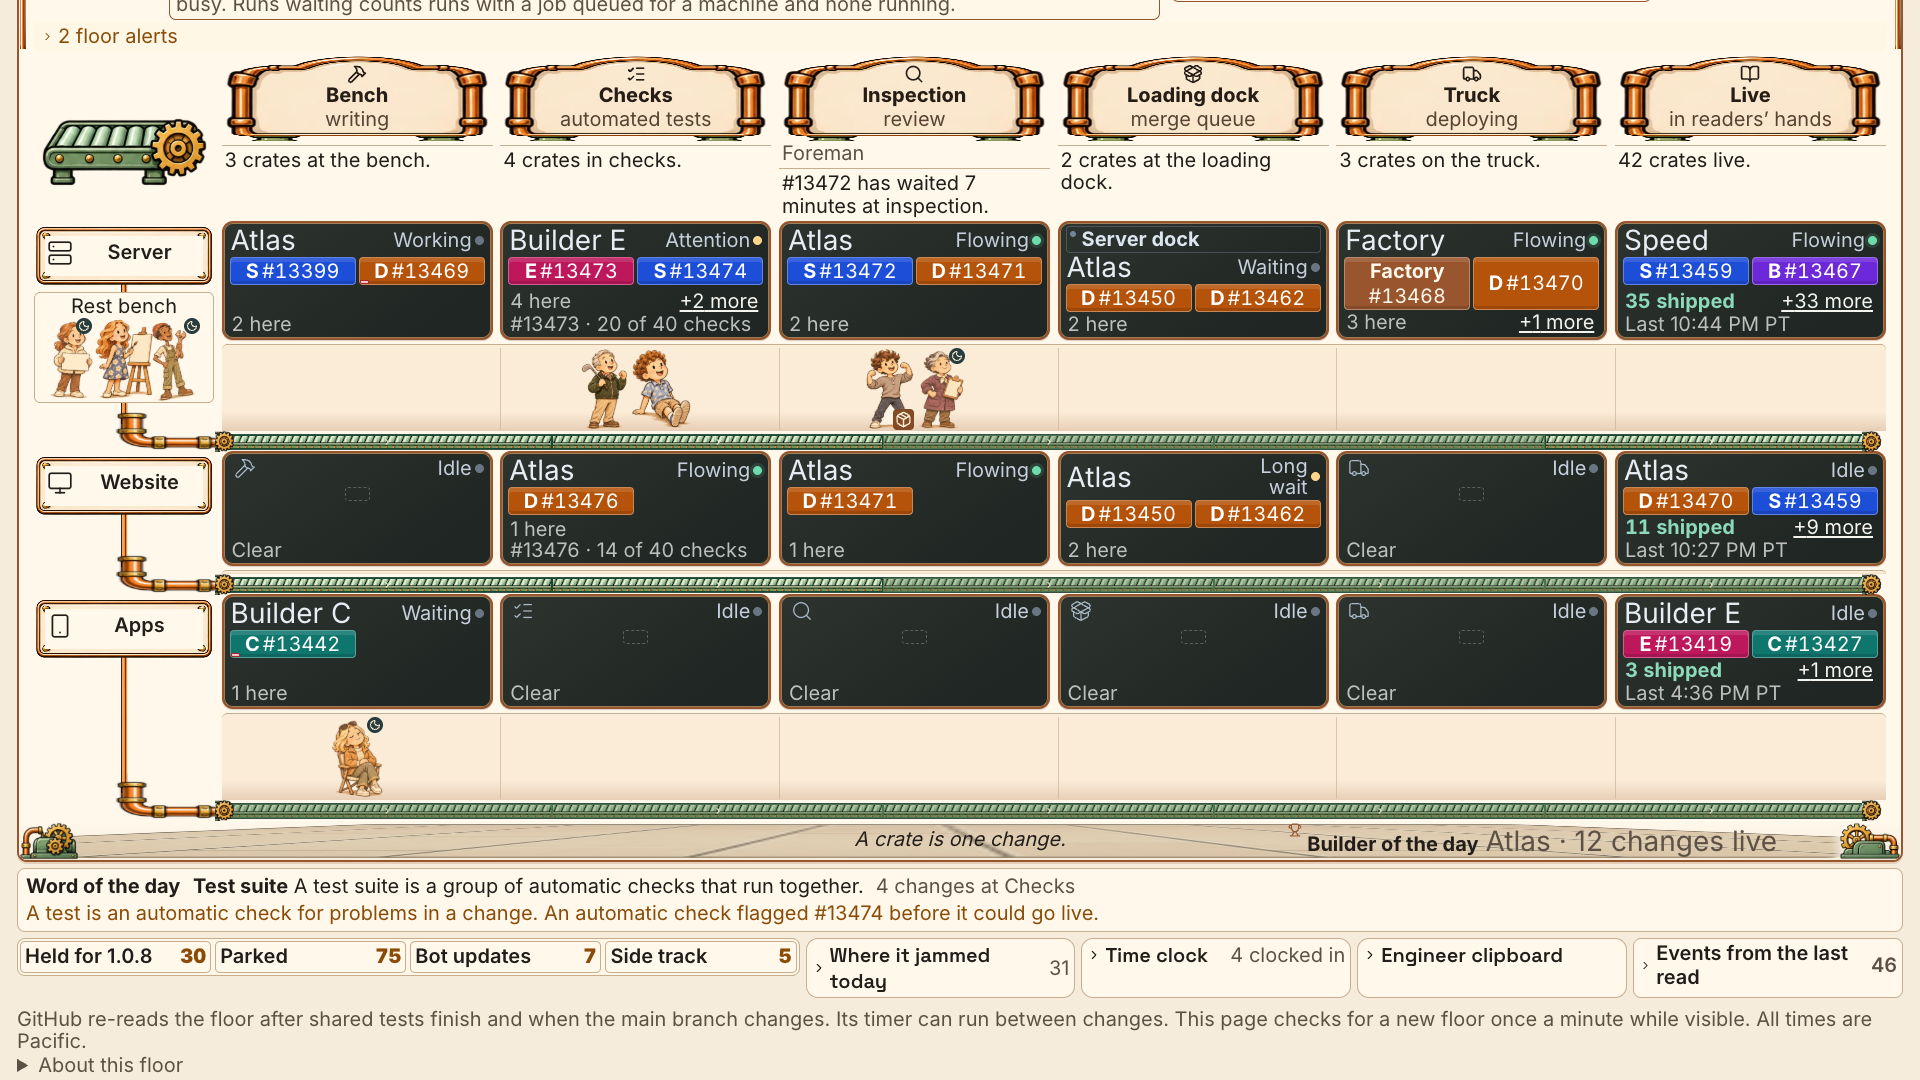 busy. Runs waiting counts runs with a job queued for a machine and none running.
› 2 floor alerts
Bench
writing
Checks
automated tests
Inspection
review
Loading dock
merge queue
Truck
deploying
Live
in readers’ hands
3 crates at the bench.
4 crates in checks.
Foreman
#13472 has waited 7
minutes at inspection.
2 crates at the loading
dock.
3 crates on the truck.
42 crates live.
Server
Rest bench
Atlas Working
S #13399 D #13469
2 here
Builder E Attention
E #13473 S #13474
4 here +2 more
#13473 · 20 of 40 checks
Atlas Flowing
S #13472 D #13471
2 here
Server dock
Atlas Waiting
D #13450 D #13462
2 here
Factory Flowing
Factory
#13468
D #13470
3 here +1 more
Speed Flowing
S #13459 B #13467
35 shipped +33 more
Last 10:44 PM PT
Website
Idle
Clear
Atlas Flowing
D #13476
1 here
#13476 · 14 of 40 checks
Atlas Flowing
D #13471
1 here
Atlas Long
wait
D #13450 D #13462
2 here
Idle
Clear
Atlas Idle
D #13470 S #13459
11 shipped +9 more
Last 10:27 PM PT
Apps
Builder C Waiting
C #13442
1 here
Idle
Clear
Idle
Clear
Idle
Clear
Idle
Clear
Builder E Idle
E #13419 C #13427
3 shipped +1 more
Last 4:36 PM PT
A crate is one change.
Builder of the day Atlas · 12 changes live
Word of the day Test suite A test suite is a group of automatic checks that run together. 4 changes at Checks
A test is an automatic check for problems in a change. An automatic check flagged #13474 before it could go live.
Held for 1.0.8 30
Parked 75
Bot updates 7
Side track 5
› Where it jammed
today
31
› Time clock 4 clocked in
› Engineer clipboard
› Events from the last
read
46
GitHub re-reads the floor after shared tests finish and when the main branch changes. Its timer can run between changes. This page checks for a new floor once a minute while visible. All times are
Pacific.
▶ About this floor